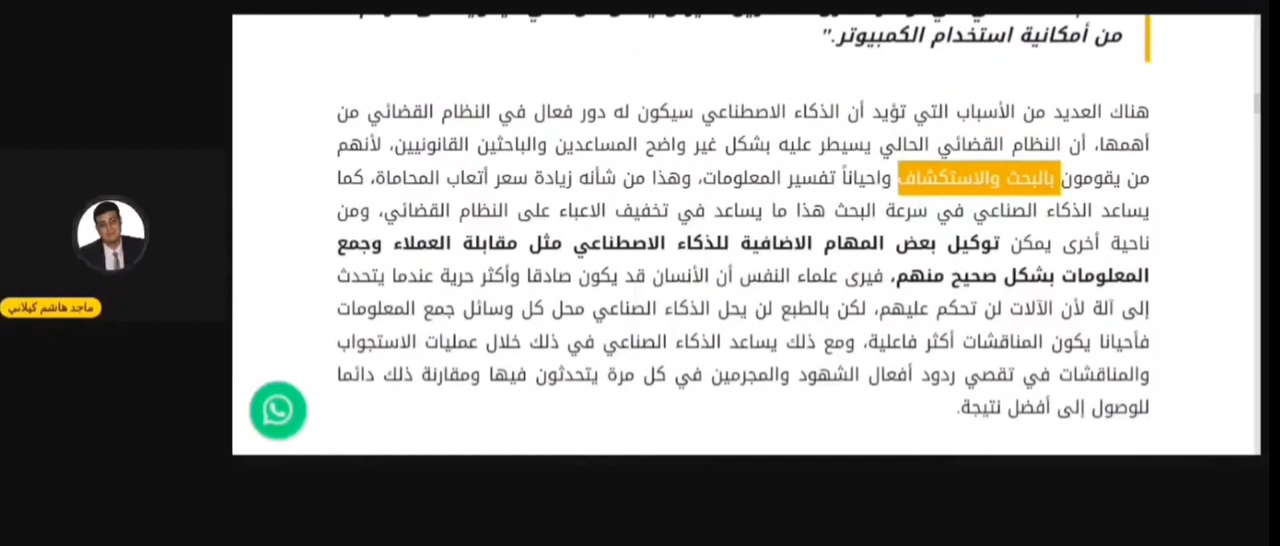 من أمكانية استخدام الكمبيوتر."
هناك العديد من الأسباب التي تؤيد أن الذكاء الاصطناعي سيكون له دور فعال في النظام القضائي من
أهمها، أن النظام القضائي الحالي يسيطر عليه بشكل غير واضح المساعدين والباحثين القانونيين، لأنهم
من يقومون بالبحث والاستكشاف واحياناً تفسير المعلومات، وهذا من شأنه زيادة سعر أتعاب المحاماة، كما
يساعد الذكاء الصناعي في سرعة البحث هذا ما يساعد في تخفيف الاعباء على النظام القضائي، ومن
ناحية أخرى يمكن توكيل بعض المهام الاضافية للذكاء الاصطناعي مثل مقابلة العملاء وجمع
المعلومات بشكل صحيح منهم، فيرى علماء النفس أن الأنسان قد يكون صادقا وأكثر حرية عندما يتحدث
إلى آلة لأن الآلات لن تحكم عليهم، لكن بالطبع لن يحل الذكاء الصناعي محل كل وسائل جمع المعلومات
فأحيانا يكون المناقشات أكثر فاعلية، ومع ذلك يساعد الذكاء الصناعي في ذلك خلال عمليات الاستجواب
والمناقشات في تقصي ردود أفعال الشهود والمجرمين في كل مرة يتحدثون فيها ومقارنة ذلك دائما
للوصول إلى أفضل نتيجة.
ماجد هاشم كيلاني